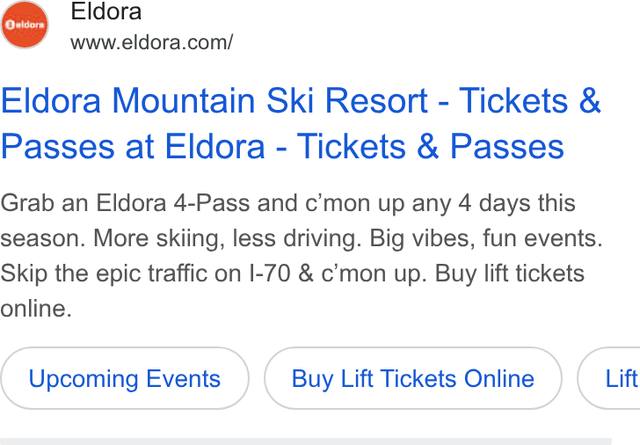 eldora
Eldora
www.eldora.com/
Eldora Mountain Ski Resort - Tickets &
Passes at Eldora - Tickets & Passes
Grab an Eldora 4-Pass and c’mon up any 4 days this
season. More skiing, less driving. Big vibes, fun events.
Skip the epic traffic on I-70 & c’mon up. Buy lift tickets
online.
Upcoming Events
Buy Lift Tickets Online
Lift